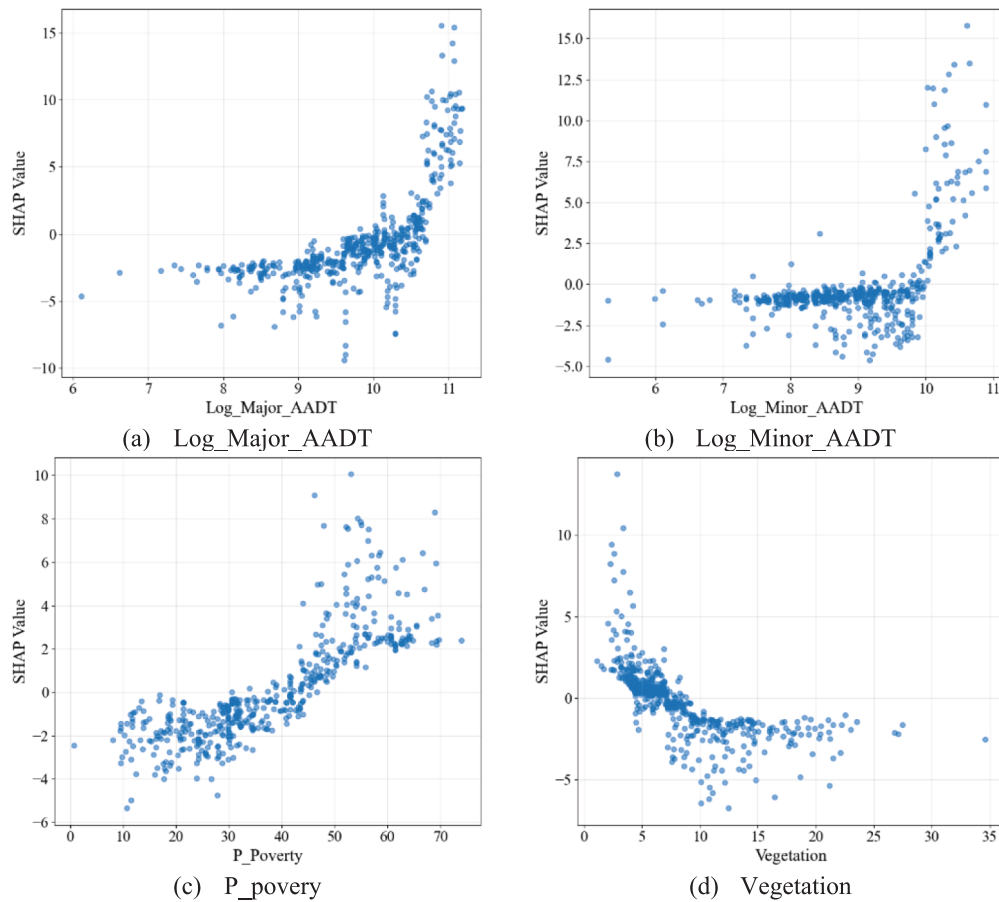 15
10
5
0
−5
−10
SHAP Value
6 7 8 9 10 11
Log_Major_AADT
(a) Log_Major_AADT
15.0
12.5
10.0
7.5
5.0
2.5
0.0
−2.5
−5.0
SHAP Value
5 6 7 8 9 10 11
Log_Minor_AADT
(b) Log_Minor_AADT
10
8
6
4
2
0
−2
−4
−6
SHAP Value
0 10 20 30 40 50 60 70
P_Poverty
(c) P_povery
10
5
0
−5
SHAP Value
0 5 10 15 20 25 30 35
Vegetation
(d) Vegetation